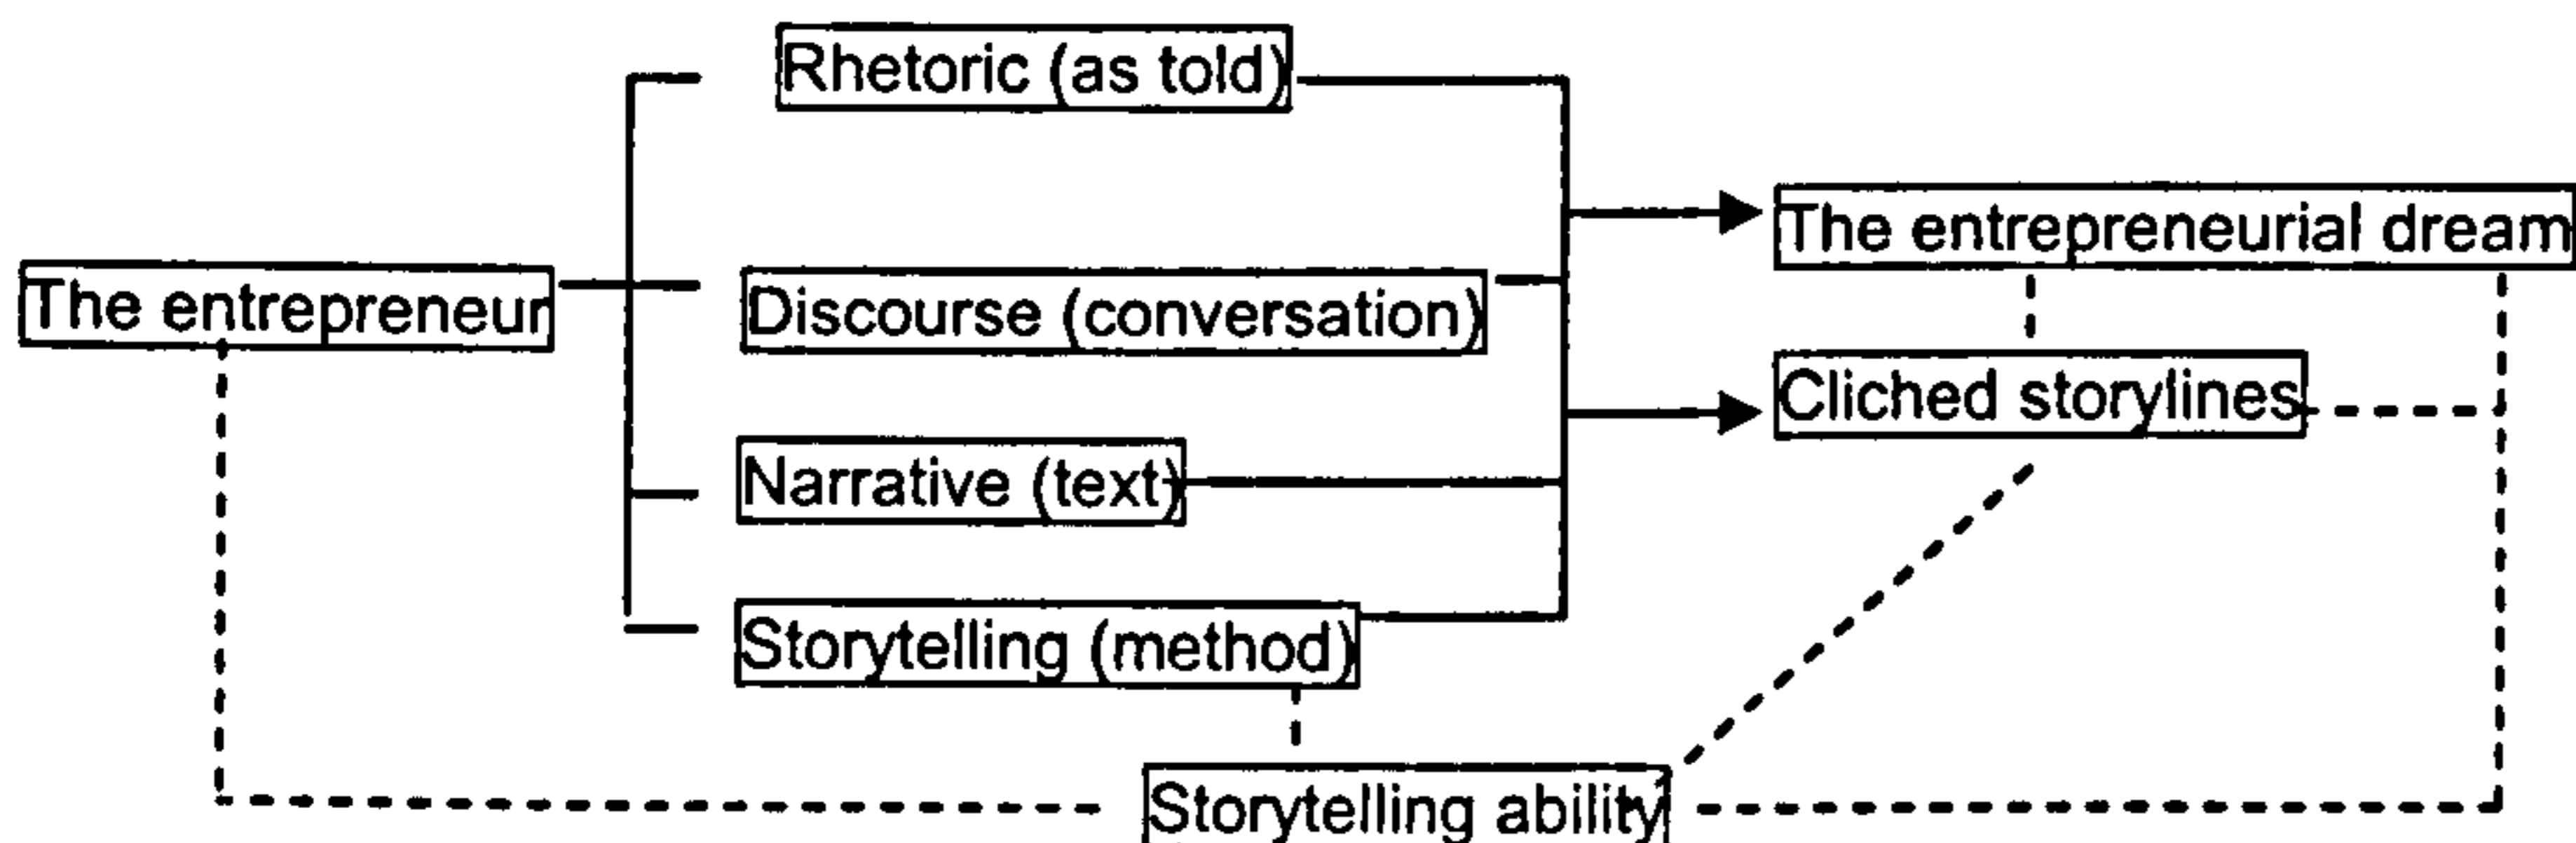 Rhetoric (as told)
The entrepreneurial dream
The entrepreneur
Discourse (conversation)
Cliched storylines
Narrative (text)
Storytelling (method)
Storytelling ability